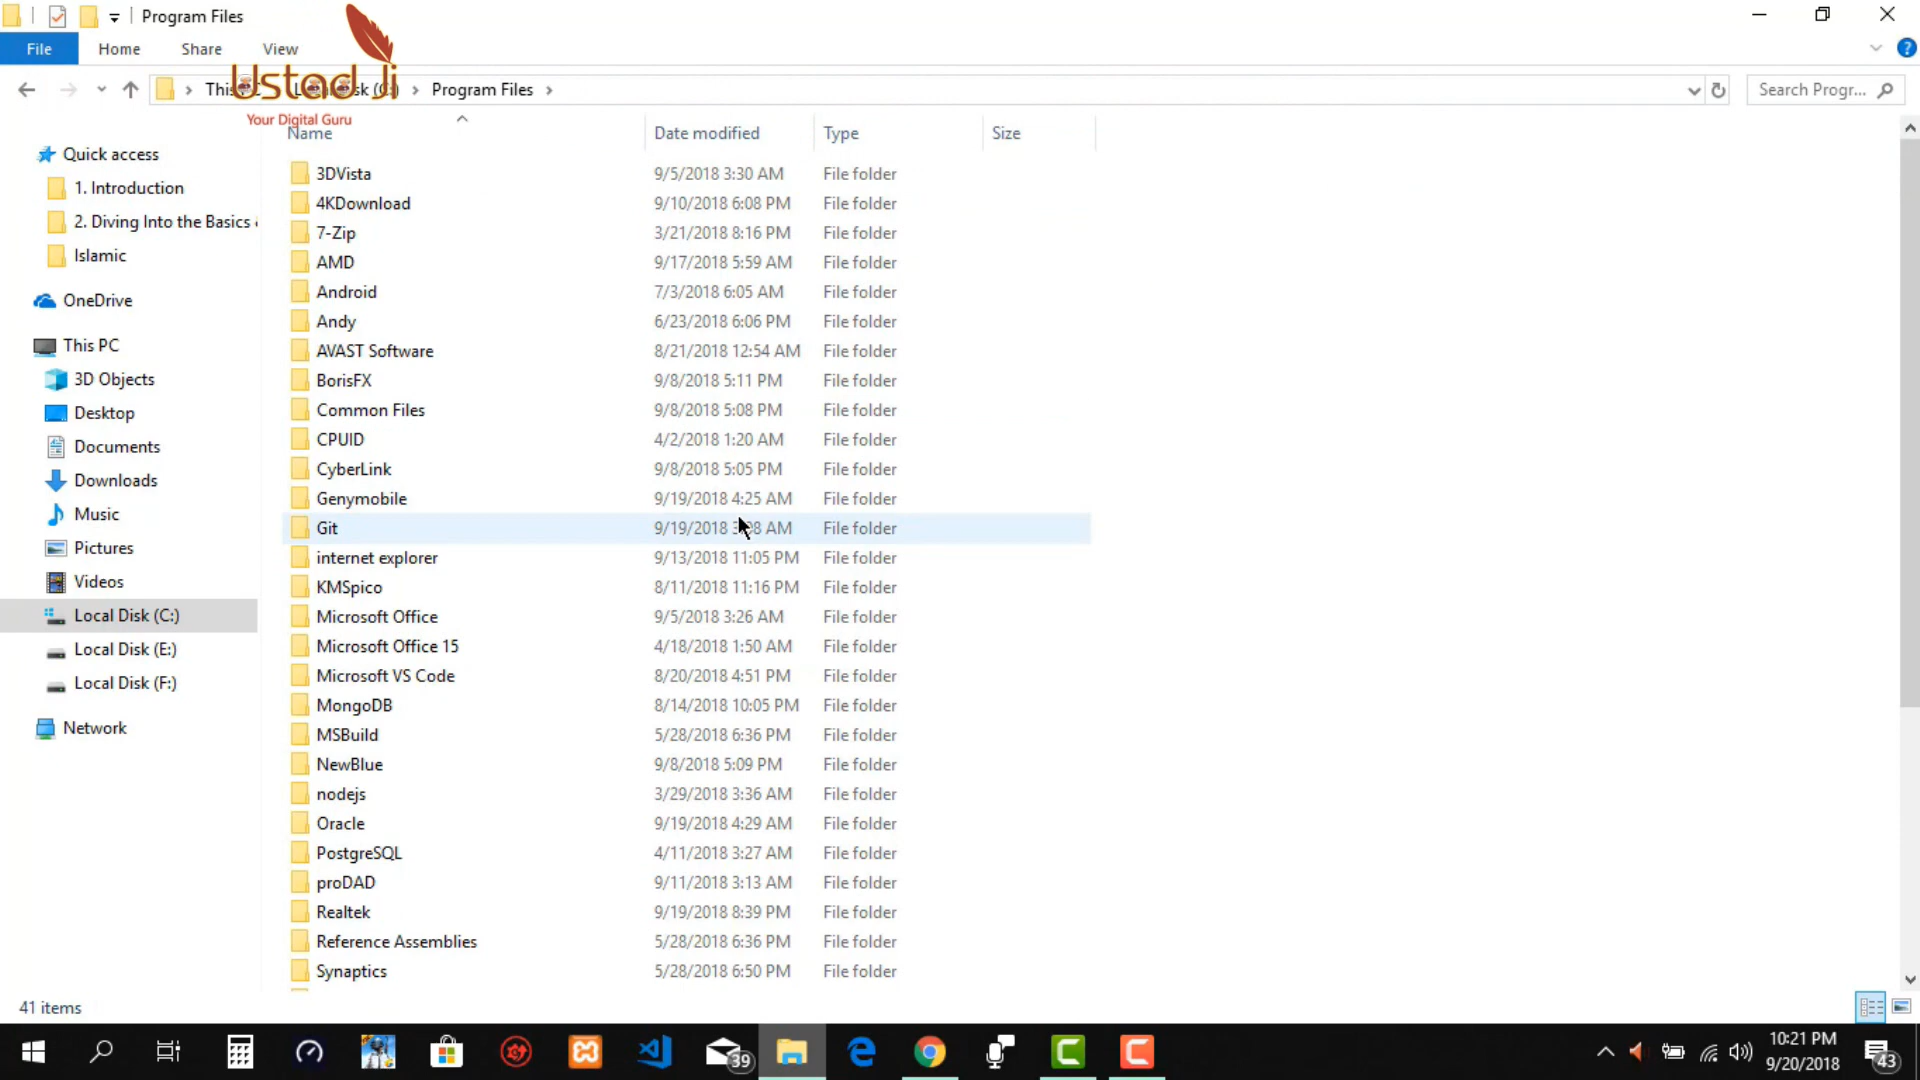 Program Files
File Home Share View
Ustad Ji
Your Digital Guru
Program Files
Search Progr...
Name Date modified Type Size
Quick access
1. Introduction
2. Diving Into the Basics
Islamic
OneDrive
This PC
3D Objects
Desktop
Documents
Downloads
Music
Pictures
Videos
Local Disk (C:)
Local Disk (E:)
Local Disk (F:)
Network
3DVista 9/5/2018 3:30 AM File folder
4KDownload 9/10/2018 6:08 PM File folder
7-Zip 3/21/2018 8:16 PM File folder
AMD 9/17/2018 5:59 AM File folder
Android 7/3/2018 6:05 AM File folder
Andy 6/23/2018 6:06 PM File folder
AVAST Software 8/21/2018 12:54 AM File folder
BorisFX 9/8/2018 5:11 PM File folder
Common Files 9/8/2018 5:08 PM File folder
CPUID 4/2/2018 1:20 AM File folder
CyberLink 9/8/2018 5:05 PM File folder
Genymobile 9/19/2018 4:25 AM File folder
Git 9/19/2018 AM File folder
internet explorer 9/13/2018 11:05 PM File folder
KMSpico 8/11/2018 11:16 PM File folder
Microsoft Office 9/5/2018 3:26 AM File folder
Microsoft Office 15 4/18/2018 1:50 AM File folder
Microsoft VS Code 8/20/2018 4:51 PM File folder
MongoDB 8/14/2018 10:05 PM File folder
MSBuild 5/28/2018 6:36 PM File folder
NewBlue 9/8/2018 5:09 PM File folder
nodejs 3/29/2018 3:36 AM File folder
Oracle 9/19/2018 4:29 AM File folder
PostgreSQL 4/11/2018 3:27 AM File folder
proDAD 9/11/2018 3:13 AM File folder
Realtek 9/19/2018 8:39 PM File folder
Reference Assemblies 5/28/2018 6:36 PM File folder
Synaptics 5/28/2018 6:50 PM File folder
41 items
39
10:21 PM
9/20/2018
43